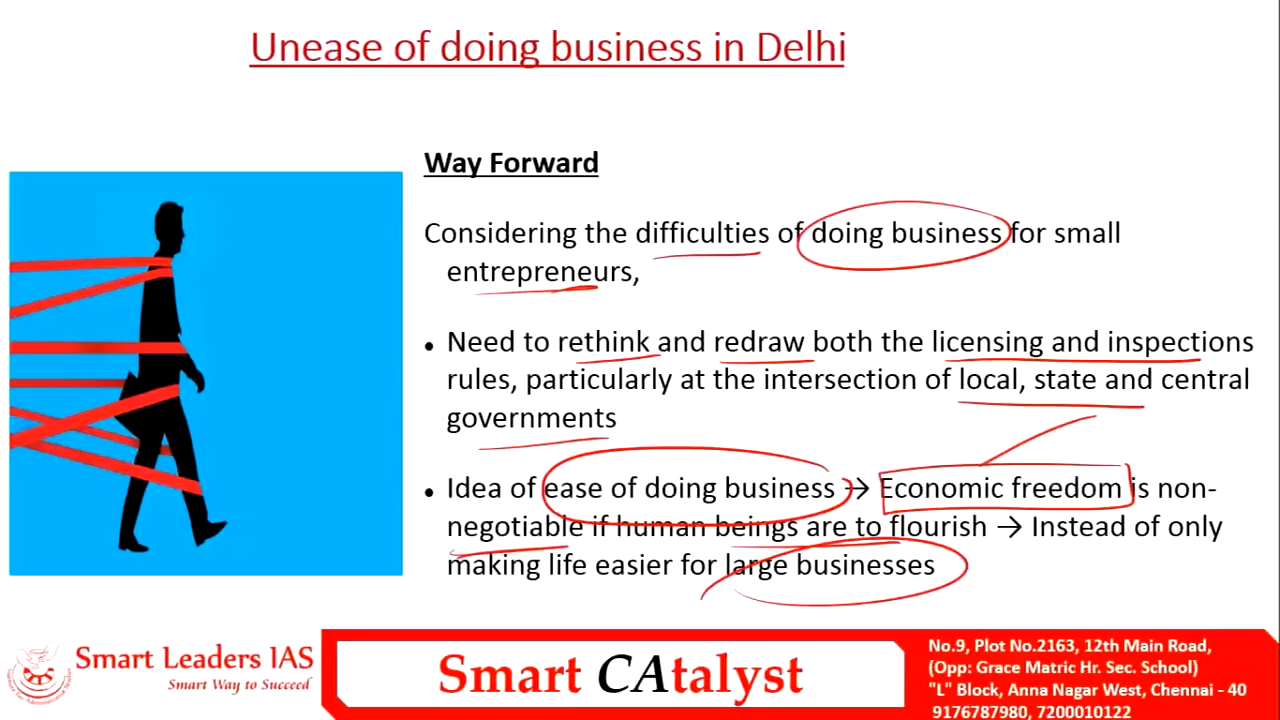 Unease of doing business in Delhi
Way Forward
Considering the difficulties of doing business for small
entrepreneurs,
• Need to rethink and redraw both the licensing and inspections
rules, particularly at the intersection of local, state and central
governments
• Idea of ease of doing business → Economic freedom is non-
negotiable if human beings are to flourish → Instead of only
making life easier for large businesses
Smart Leaders IAS
Smart Way to Succeed
Smart CAtalyst
No.9, Plot No.2163, 12th Main Road,
(Opp: Grace Matric Hr. Sec. School)
"L" Block, Anna Nagar West, Chennai - 40
9176787980, 7200010122